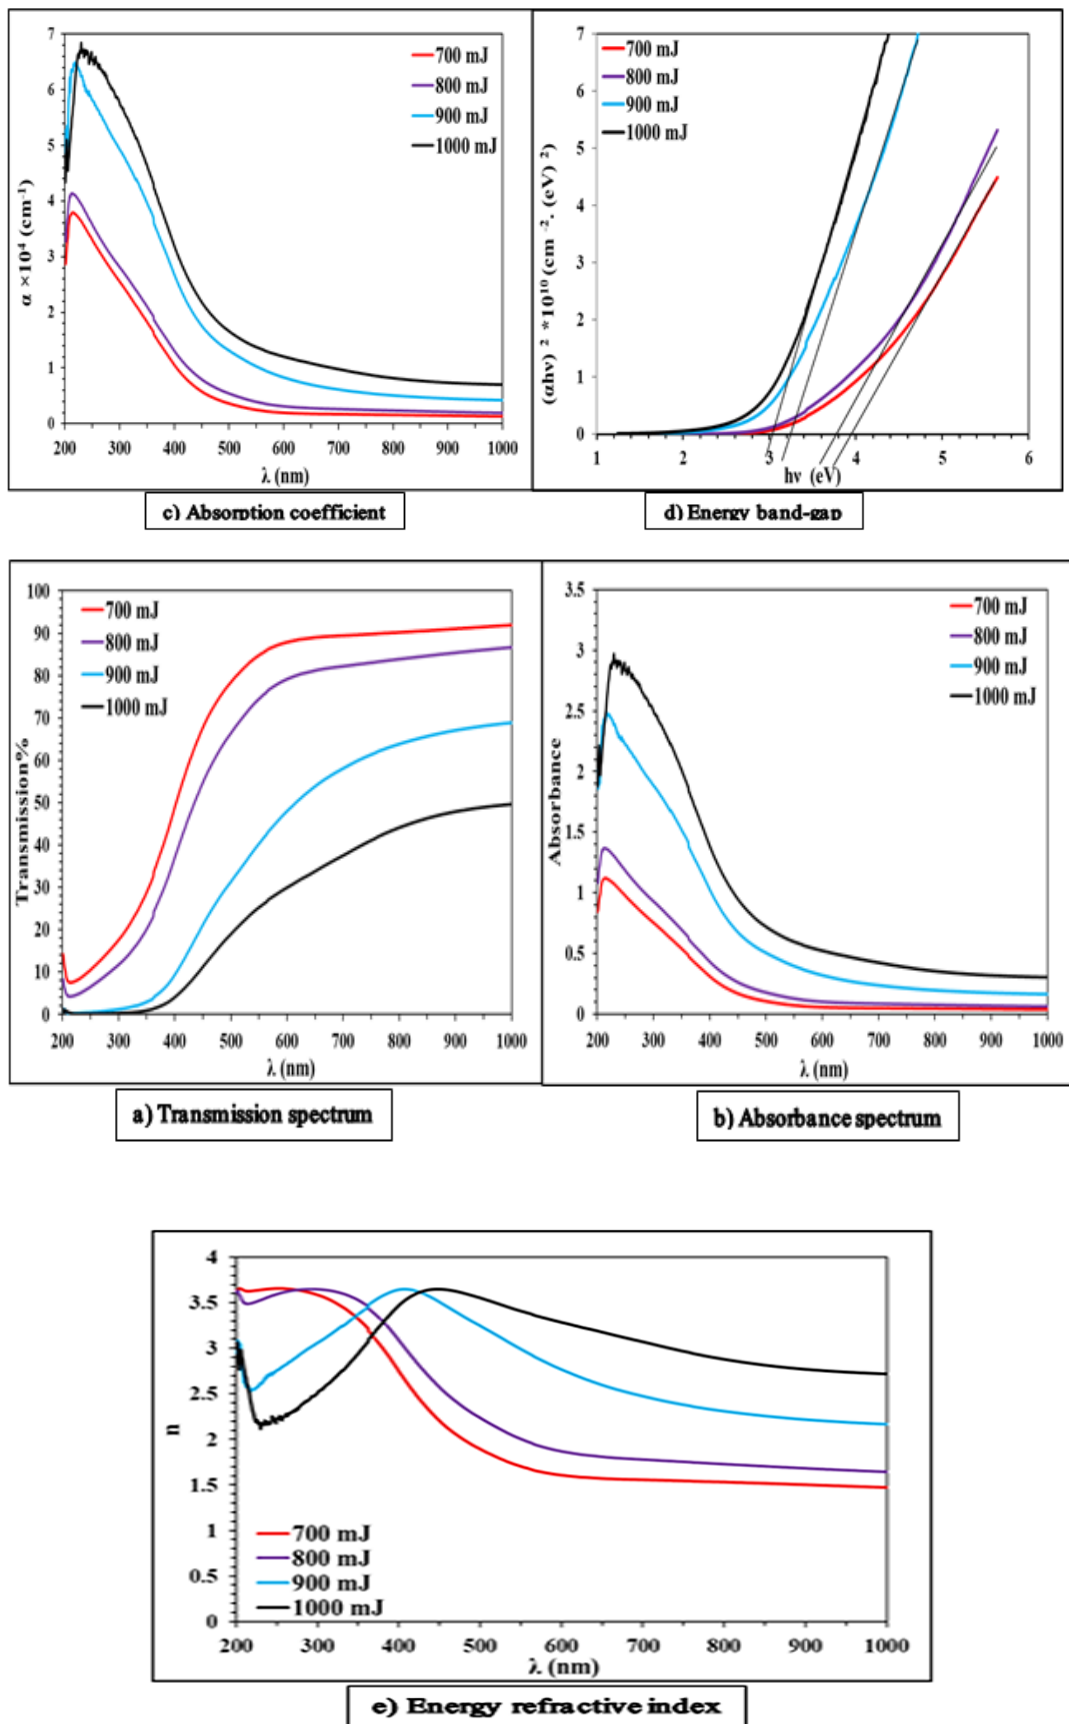 7
6
5
4
3
2
1
0
α ×10⁴ (cm⁻¹)
700 mJ
800 mJ
900 mJ
1000 mJ
200 300 400 500 600 700 800 900 1000
λ (nm)
c) Absorption coefficient
7
6
5
4
3
2
1
0
(αhν) ² *10¹⁰ (cm ⁻². (eV) ²)
700 mJ
800 mJ
900 mJ
1000 mJ
1 2 3 4 5 6
hν (eV)
d) Energy band-gap
100
90
80
70
60
50
40
30
20
10
0
Transmission%
700 mJ
800 mJ
900 mJ
1000 mJ
200 300 400 500 600 700 800 900 1000
λ (nm)
a) Transmission spectrum
3.5
3
2.5
2
1.5
1
0.5
0
Absorbance
700 mJ
800 mJ
900 mJ
1000 mJ
200 300 400 500 600 700 800 900 1000
λ (nm)
b) Absorbance spectrum
4
3.5
3
2.5
2
1.5
1
0.5
0
n
700 mJ
800 mJ
900 mJ
1000 mJ
200 300 400 500 600 700 800 900 1000
λ (nm)
e) Energy refractive index